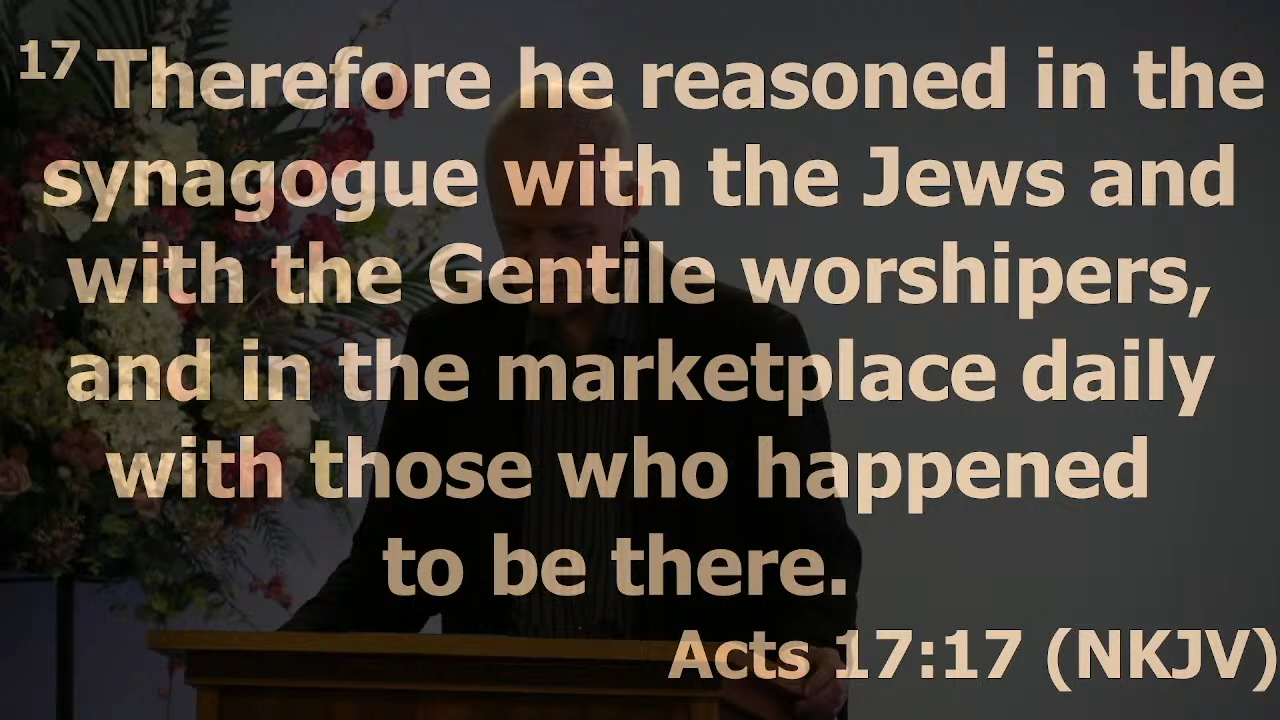 17 Therefore he reasoned in the
synagogue with the Jews and
with the Gentile worshipers,
and in the marketplace daily
with those who happened
to be there.
Acts 17:17 (NKJV)